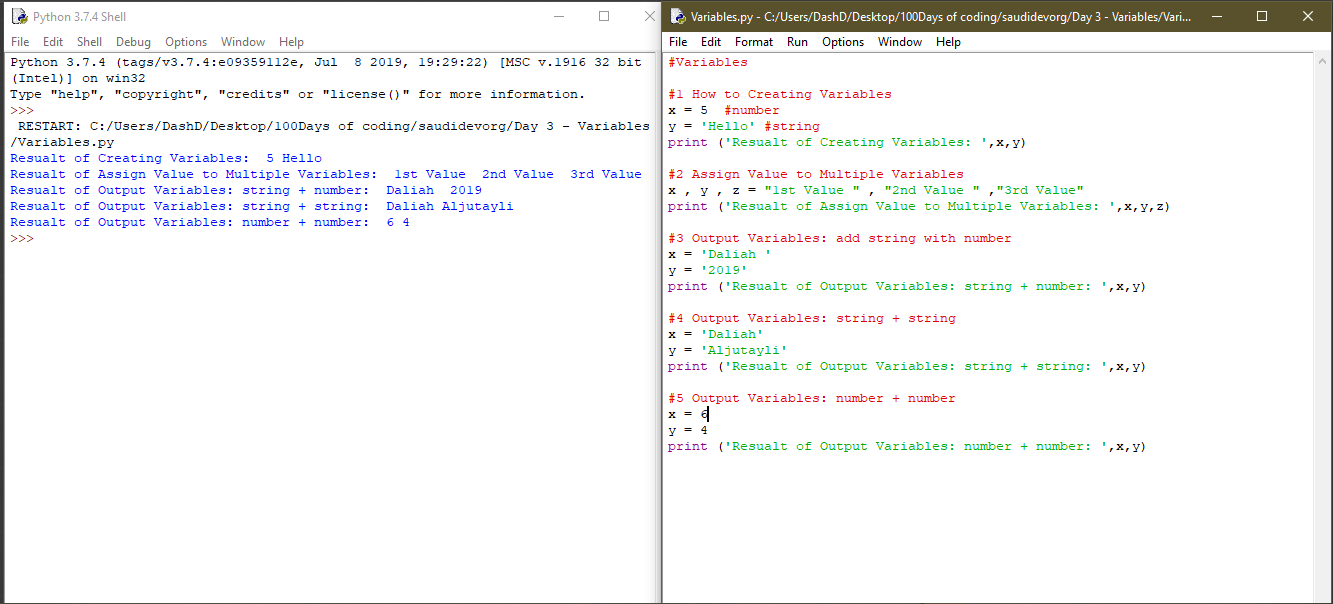 Python 3.7.4 Shell
File Edit Shell Debug Options Window Help
Python 3.7.4 (tags/v3.7.4:e09359112e, Jul  8 2019, 19:29:22) [MSC v.1916 32 bit
(Intel)] on win32
Type "help", "copyright", "credits" or "license()" for more information.
>>>
 RESTART: C:/Users/DashD/Desktop/100Days of coding/saudidevorg/Day 3 - Variables
/Variables.py
Resualt of Creating Variables:  5 Hello
Resualt of Assign Value to Multiple Variables:  1st Value  2nd Value  3rd Value
Resualt of Output Variables: string + number:  Daliah  2019
Resualt of Output Variables: string + string:  Daliah Aljutayli
Resualt of Output Variables: number + number:  6 4
>>>
Variables.py - C:/Users/DashD/Desktop/100Days of coding/saudidevorg/Day 3 - Variables/Vari...
File Edit Format Run Options Window Help
#Variables
#1 How to Creating Variables
x = 5  #number
y = 'Hello' #string
print ('Resualt of Creating Variables: ',x,y)
#2 Assign Value to Multiple Variables
x , y , z = "1st Value " , "2nd Value " ,"3rd Value"
print ('Resualt of Assign Value to Multiple Variables: ',x,y,z)
#3 Output Variables: add string with number
x = 'Daliah '
y = '2019'
print ('Resualt of Output Variables: string + number: ',x,y)
#4 Output Variables: string + string
x = 'Daliah'
y = 'Aljutayli'
print ('Resualt of Output Variables: string + string: ',x,y)
#5 Output Variables: number + number
x = 6
y = 4
print ('Resualt of Output Variables: number + number: ',x,y)